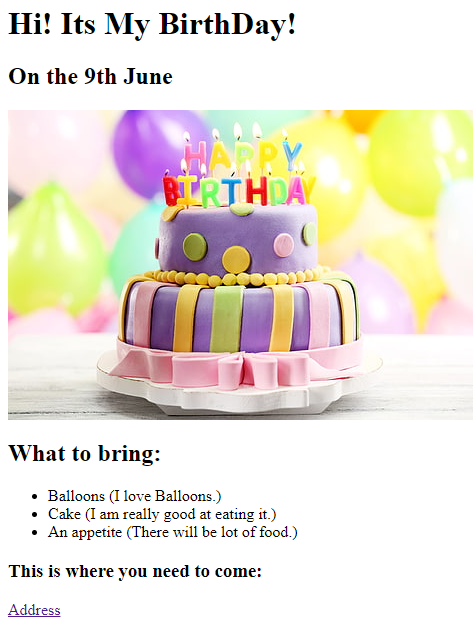 Hi! Its My BirthDay!
On the 9th June
HAPPY
BIRTHDAY
What to bring:
Balloons (I love Balloons.)
Cake (I am really good at eating it.)
An appetite (There will be lot of food.)
This is where you need to come:
Address